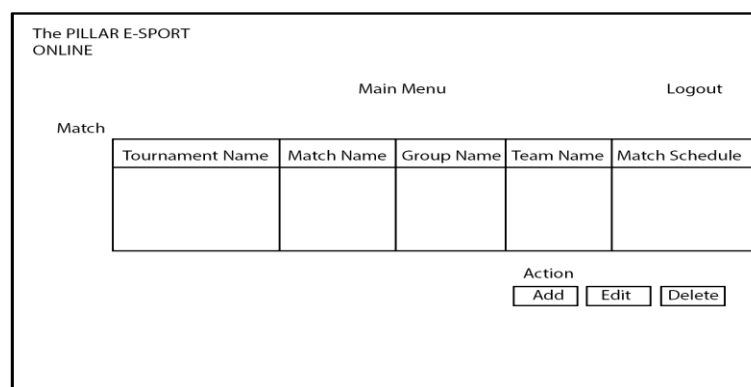 The PILLAR E-SPORT
ONLINE
Main Menu Logout
Match
Tournament Name Match Name Group Name Team Name Match Schedule
Action
Add Edit Delete